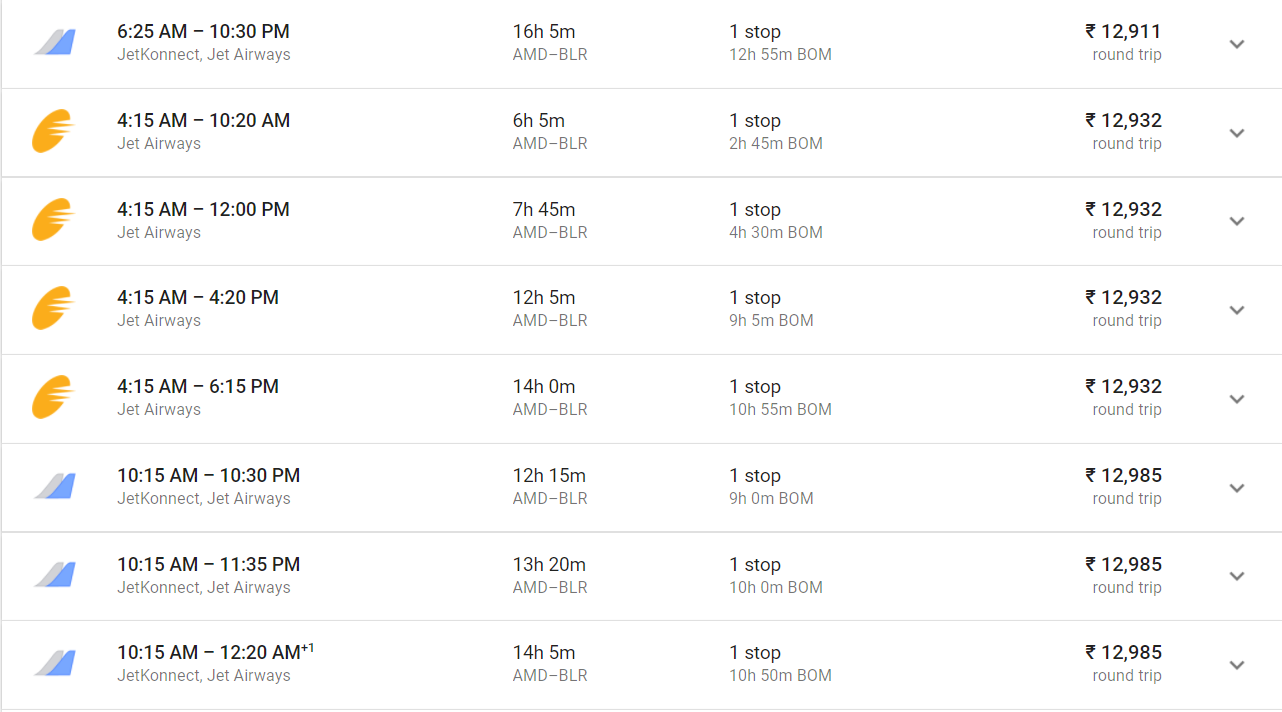 6:25 AM – 10:30 PM 16h 5m 1 stop ₹ 12,911
JetKonnect, Jet Airways AMD–BLR 12h 55m BOM round trip
4:15 AM – 10:20 AM 6h 5m 1 stop ₹ 12,932
Jet Airways AMD–BLR 2h 45m BOM round trip
4:15 AM – 12:00 PM 7h 45m 1 stop ₹ 12,932
Jet Airways AMD–BLR 4h 30m BOM round trip
4:15 AM – 4:20 PM 12h 5m 1 stop ₹ 12,932
Jet Airways AMD–BLR 9h 5m BOM round trip
4:15 AM – 6:15 PM 14h 0m 1 stop ₹ 12,932
Jet Airways AMD–BLR 10h 55m BOM round trip
10:15 AM – 10:30 PM 12h 15m 1 stop ₹ 12,985
JetKonnect, Jet Airways AMD–BLR 9h 0m BOM round trip
10:15 AM – 11:35 PM 13h 20m 1 stop ₹ 12,985
JetKonnect, Jet Airways AMD–BLR 10h 0m BOM round trip
10:15 AM – 12:20 AM+1 14h 5m 1 stop ₹ 12,985
JetKonnect, Jet Airways AMD–BLR 10h 50m BOM round trip